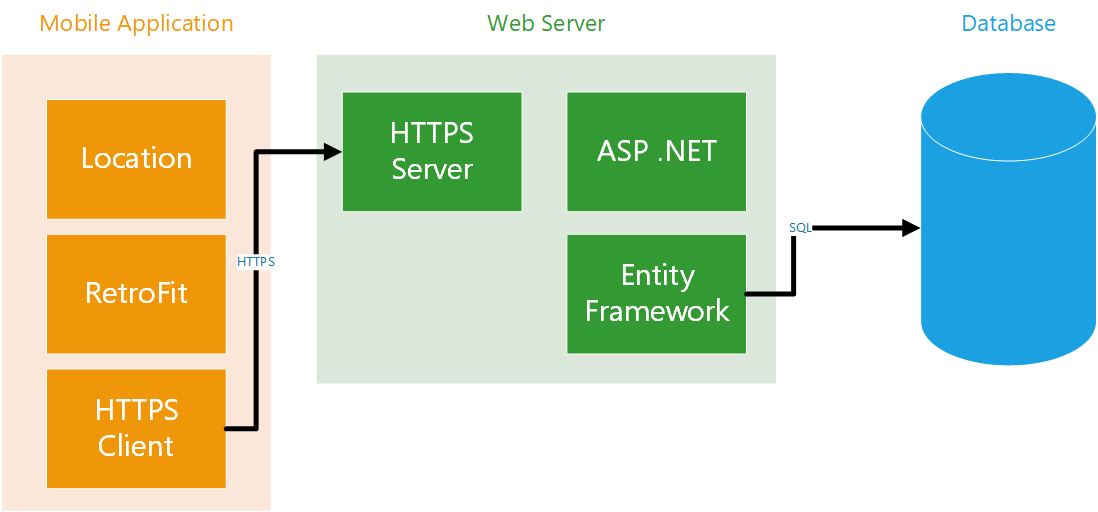 Mobile Application
Web Server
Database
Location
RetroFit
HTTPS
Client
HTTPS
HTTPS
Server
ASP .NET
Entity
Framework
SQL